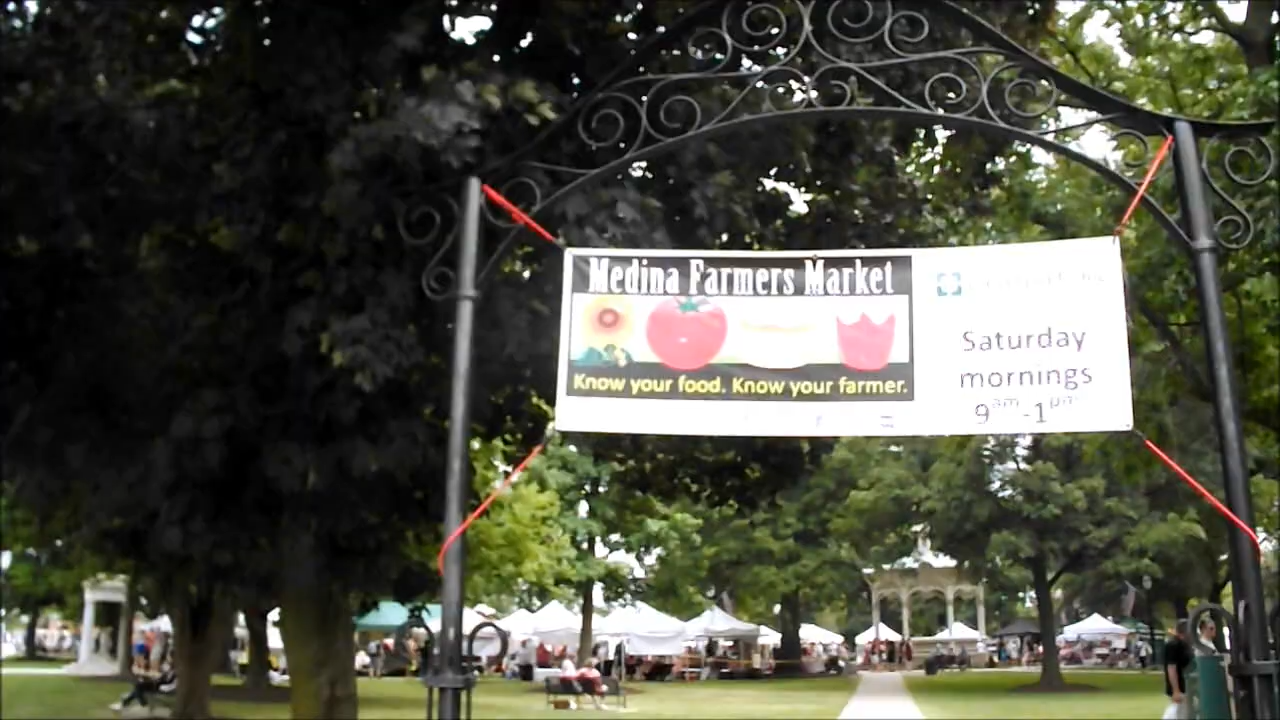 Medina Farmers Market
Know your food. Know your farmer.
Saturday
mornings
9am-1pm